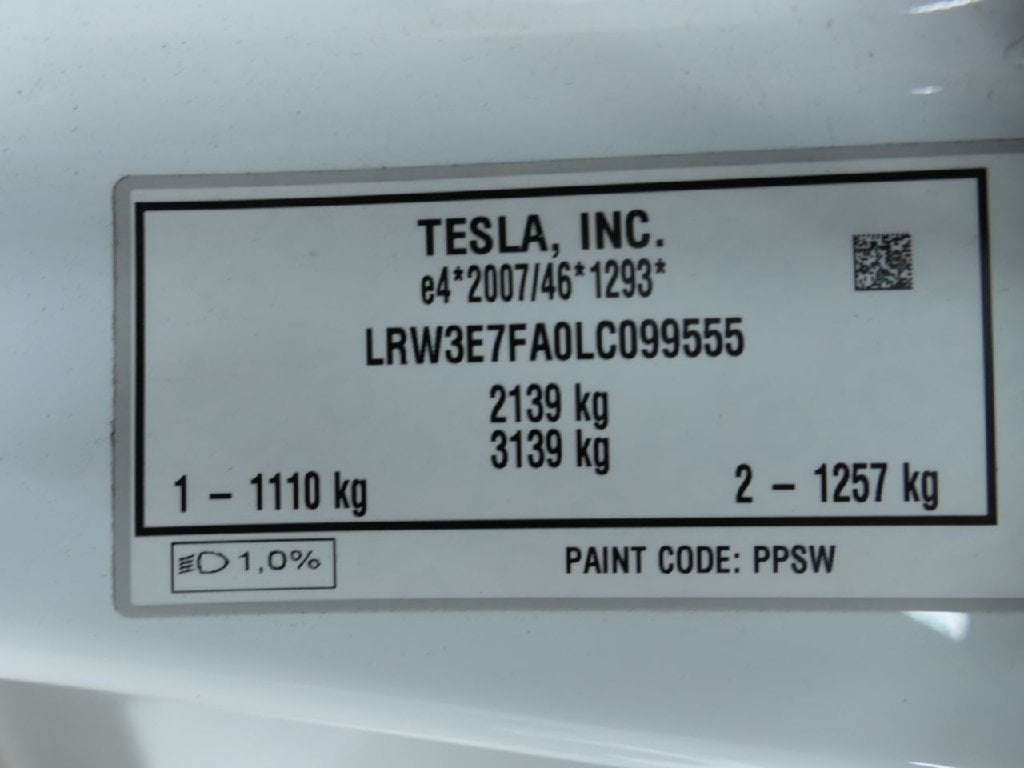 TESLA, INC.
e4*2007/46*1293*
LRW3E7FA0LC099555
2139 kg
3139 kg
1 – 1110 kg 2 – 1257 kg
1,0% PAINT CODE: PPSW